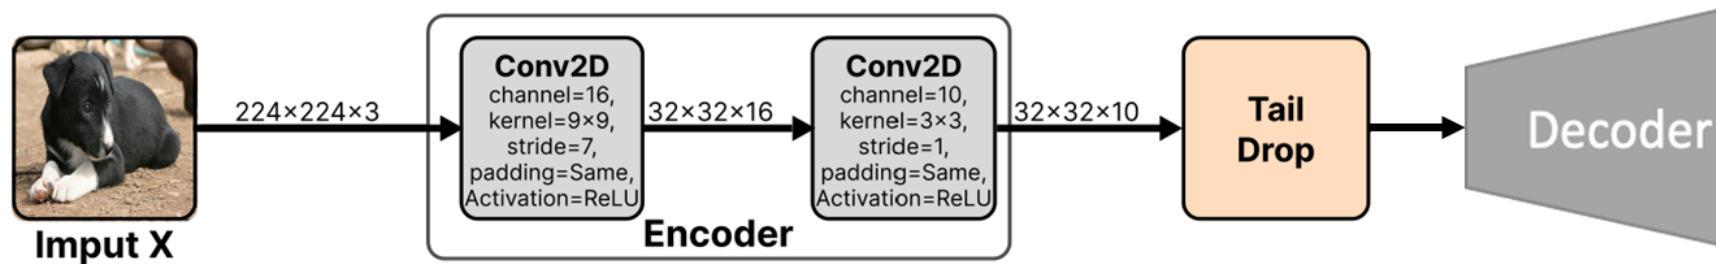 Imput X
224×224×3
Conv2D
channel=16,
kernel=9×9,
stride=7,
padding=Same,
Activation=ReLU
32×32×16
Conv2D
channel=10,
kernel=3×3,
stride=1,
padding=Same,
Activation=ReLU
Encoder
32×32×10
Tail
Drop
Decoder